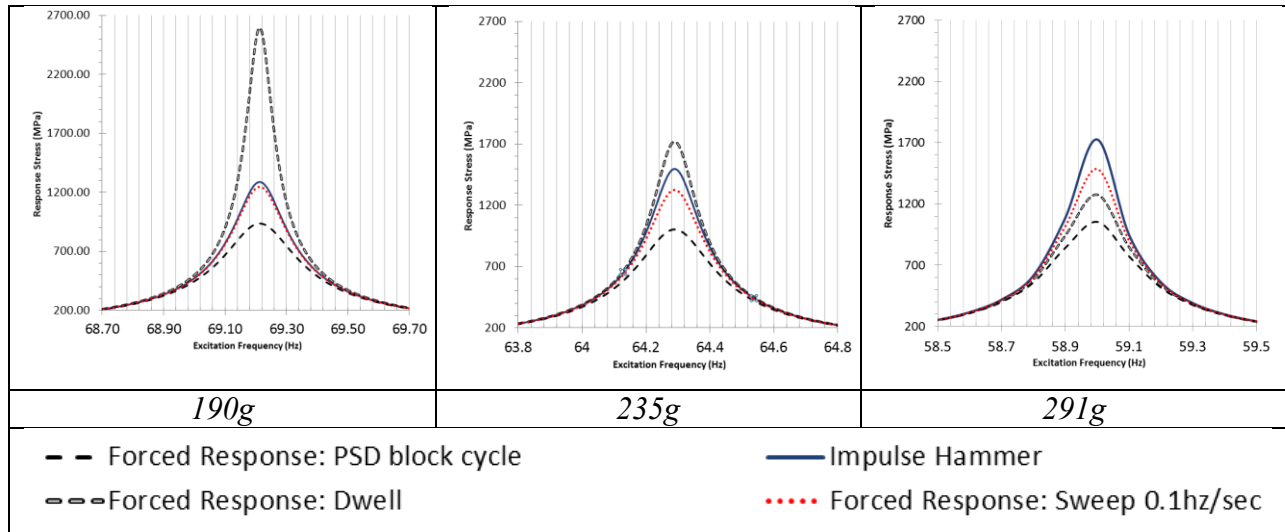 2700.00
2200.00
1700.00
1200.00
700.00
200.00
Response Stress (MPa)
68.70 68.90 69.10 69.30 69.50 69.70
Excitation Frequency (Hz)
2700
2200
1700
1200
700
200
Response Stress (MPa)
63.8 64 64.2 64.4 64.6 64.8
Excitation Frequency (Hz)
2700
2200
1700
1200
700
200
Response Stress (MPa)
58.5 58.7 58.9 59.1 59.3 59.5
Excitation Frequency (Hz)
190g 235g 291g
Forced Response: PSD block cycle Impulse Hammer
Forced Response: Dwell Forced Response: Sweep 0.1hz/sec